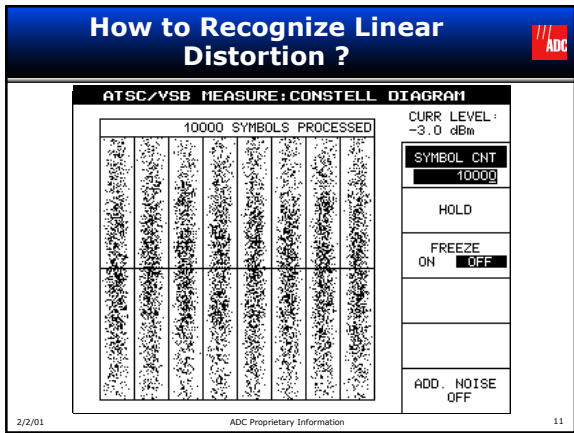 How to Recognize Linear
Distortion ?
ADC
ATSC/VSB MEASURE:CONSTELL DIAGRAM
10000 SYMBOLS PROCESSED
CURR LEVEL:
-3.0 dBm
SYMBOL CNT
10000
HOLD
FREEZE
ON OFF
ADD. NOISE
OFF
2/2/01
ADC Proprietary Information
11